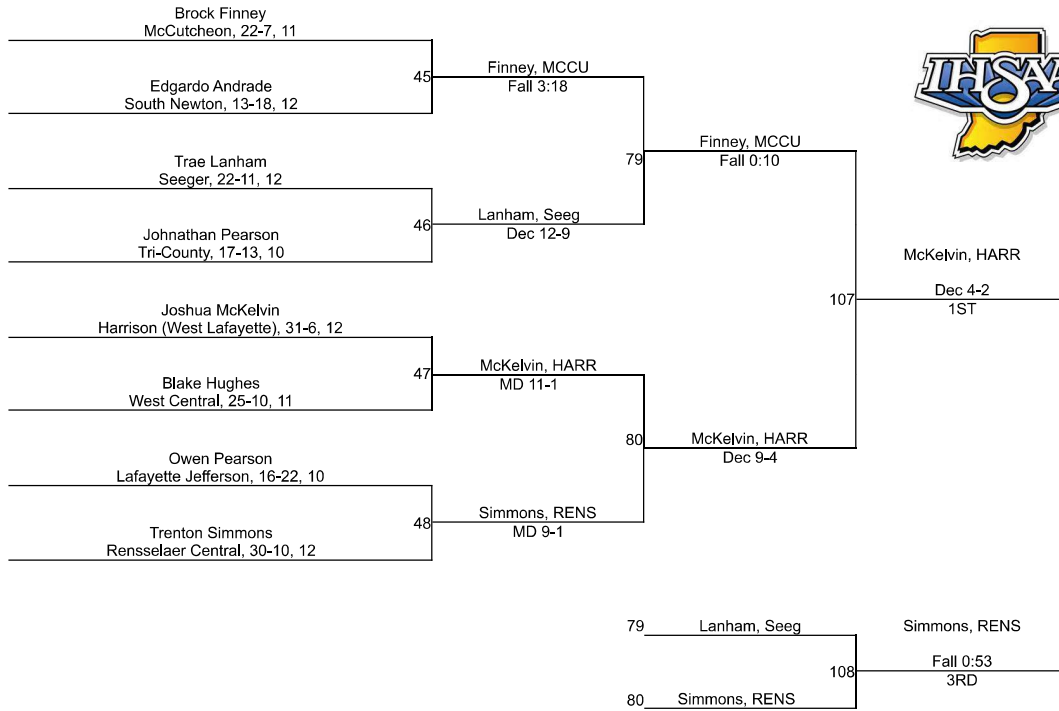 Brock Finney
McCutcheon, 22-7, 11
45
Edgardo Andrade
South Newton, 13-18, 12
Finney, MCCU
Fall 3:18
Trae Lanham
Seeger, 22-11, 12
46
Johnathan Pearson
Tri-County, 17-13, 10
Lanham, Seeg
Dec 12-9
79
Finney, MCCU
Fall 0:10
Joshua McKelvin
Harrison (West Lafayette), 31-6, 12
47
Blake Hughes
West Central, 25-10, 11
McKelvin, HARR
MD 11-1
Owen Pearson
Lafayette Jefferson, 16-22, 10
48
Trenton Simmons
Rensselaer Central, 30-10, 12
Simmons, RENS
MD 9-1
80
McKelvin, HARR
Dec 9-4
107
McKelvin, HARR
Dec 4-2
1ST
79
Lanham, Seeg
108
80
Simmons, RENS
Simmons, RENS
Fall 0:53
3RD
IHSAA